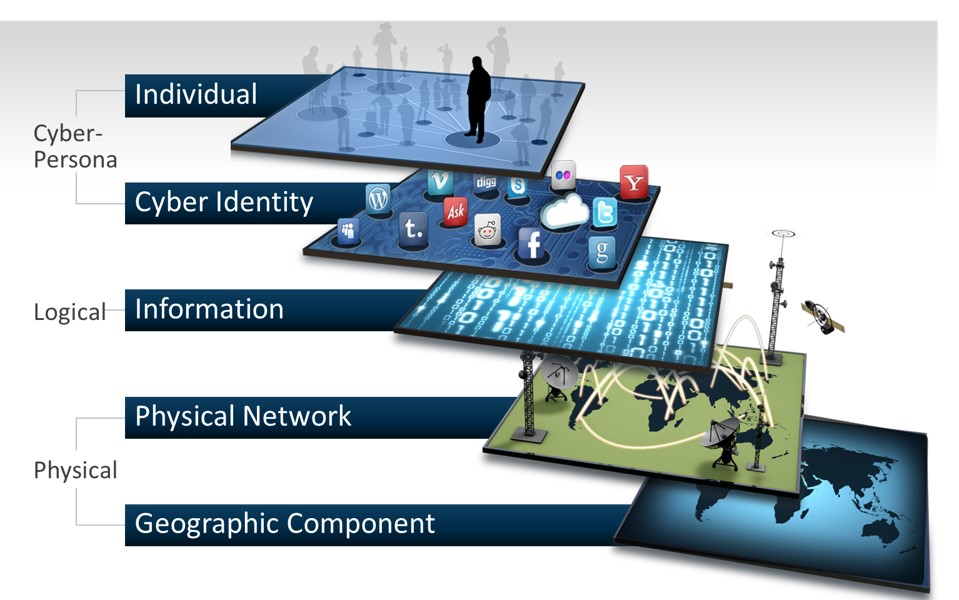 Individual
Cyber-
Persona
Cyber Identity
Logical
Information
Physical Network
Physical
Geographic Component
digg
Ask
t.
f
t
g
Y
W
V
S